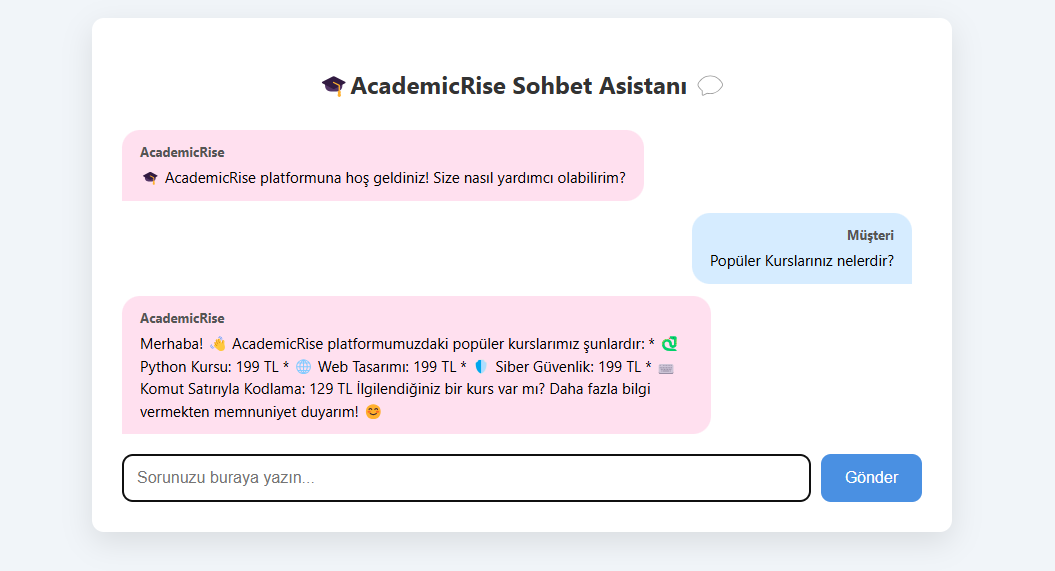 🎓AcademicRise Sohbet Asistanı 💬
AcademicRise
🎓 AcademicRise platformuna hoş geldiniz! Size nasıl yardımcı olabilirim?
Müşteri
Popüler Kurslarınız nelerdir?
AcademicRise
Merhaba! 👋 AcademicRise platformumuzdaki popüler kurslarımız şunlardır: * 🐍
Python Kursu: 199 TL * 🌐 Web Tasarımı: 199 TL * 🛡️ Siber Güvenlik: 199 TL * ⌨️
Komut Satırıyla Kodlama: 129 TL İlgilendiğiniz bir kurs var mı? Daha fazla bilgi
vermekten memnuniyet duyarım! 😊
Sorunuzu buraya yazın...
Gönder